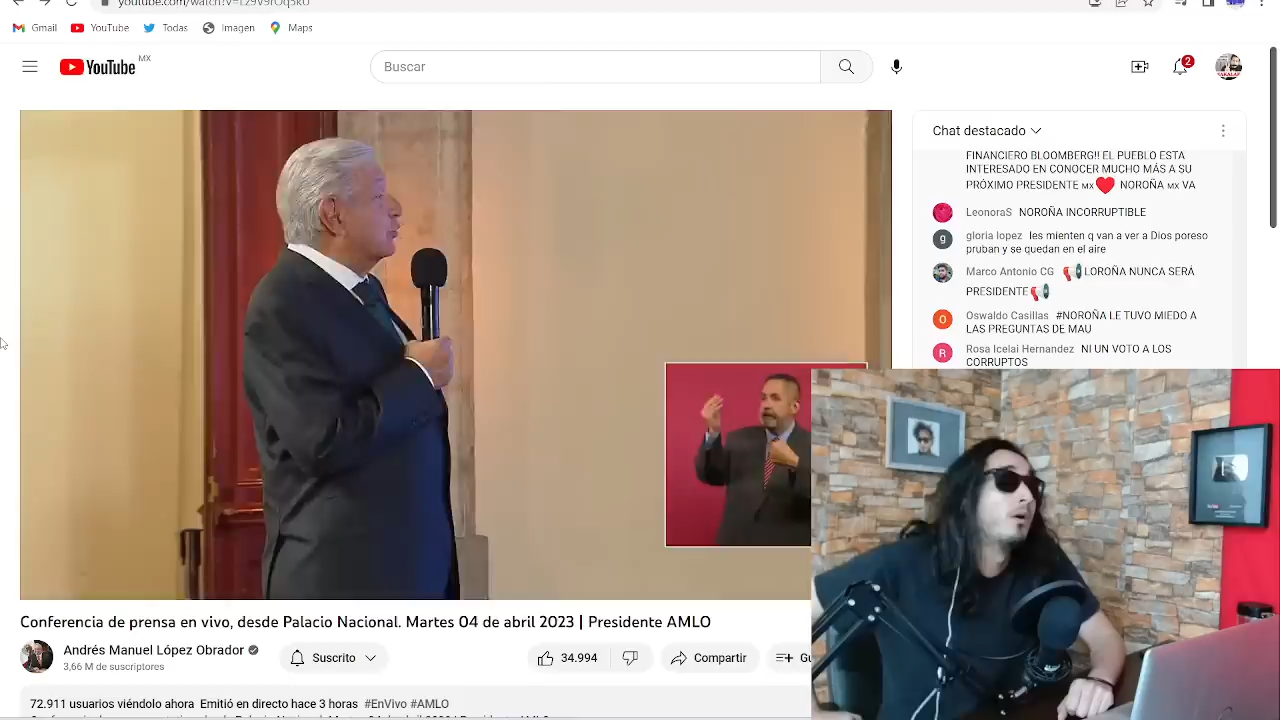 youtube.com/watch?v=Lz9v9rOq5k0
Gmail YouTube Todas Imagen Maps
YouTube MX
Buscar
2
Chat destacado
FINANCIERO BLOOMBERG!! EL PUEBLO ESTA
INTERESADO EN CONOCER MUCHO MÁS A SU
PRÓXIMO PRESIDENTE MX NOROÑA MX VA
LeonoraS NOROÑA INCORRUPTIBLE
gloria lopez les mienten q van a ver a Dios poreso
pruban y se quedan en el aire
Marco Antonio CG LOROÑA NUNCA SERÁ
PRESIDENTE
Oswaldo Casillas #NOROÑA LE TUVO MIEDO A
LAS PREGUNTAS DE MAU
Rosa Icelai Hernandez NI UN VOTO A LOS
CORRUPTOS
Conferencia de prensa en vivo, desde Palacio Nacional. Martes 04 de abril 2023 | Presidente AMLO
Andrés Manuel López Obrador
3,66 M de suscriptores
Suscrito
34.994
Compartir
Gu
72.911 usuarios viéndolo ahora Emitió en directo hace 3 horas #EnVivo #AMLO